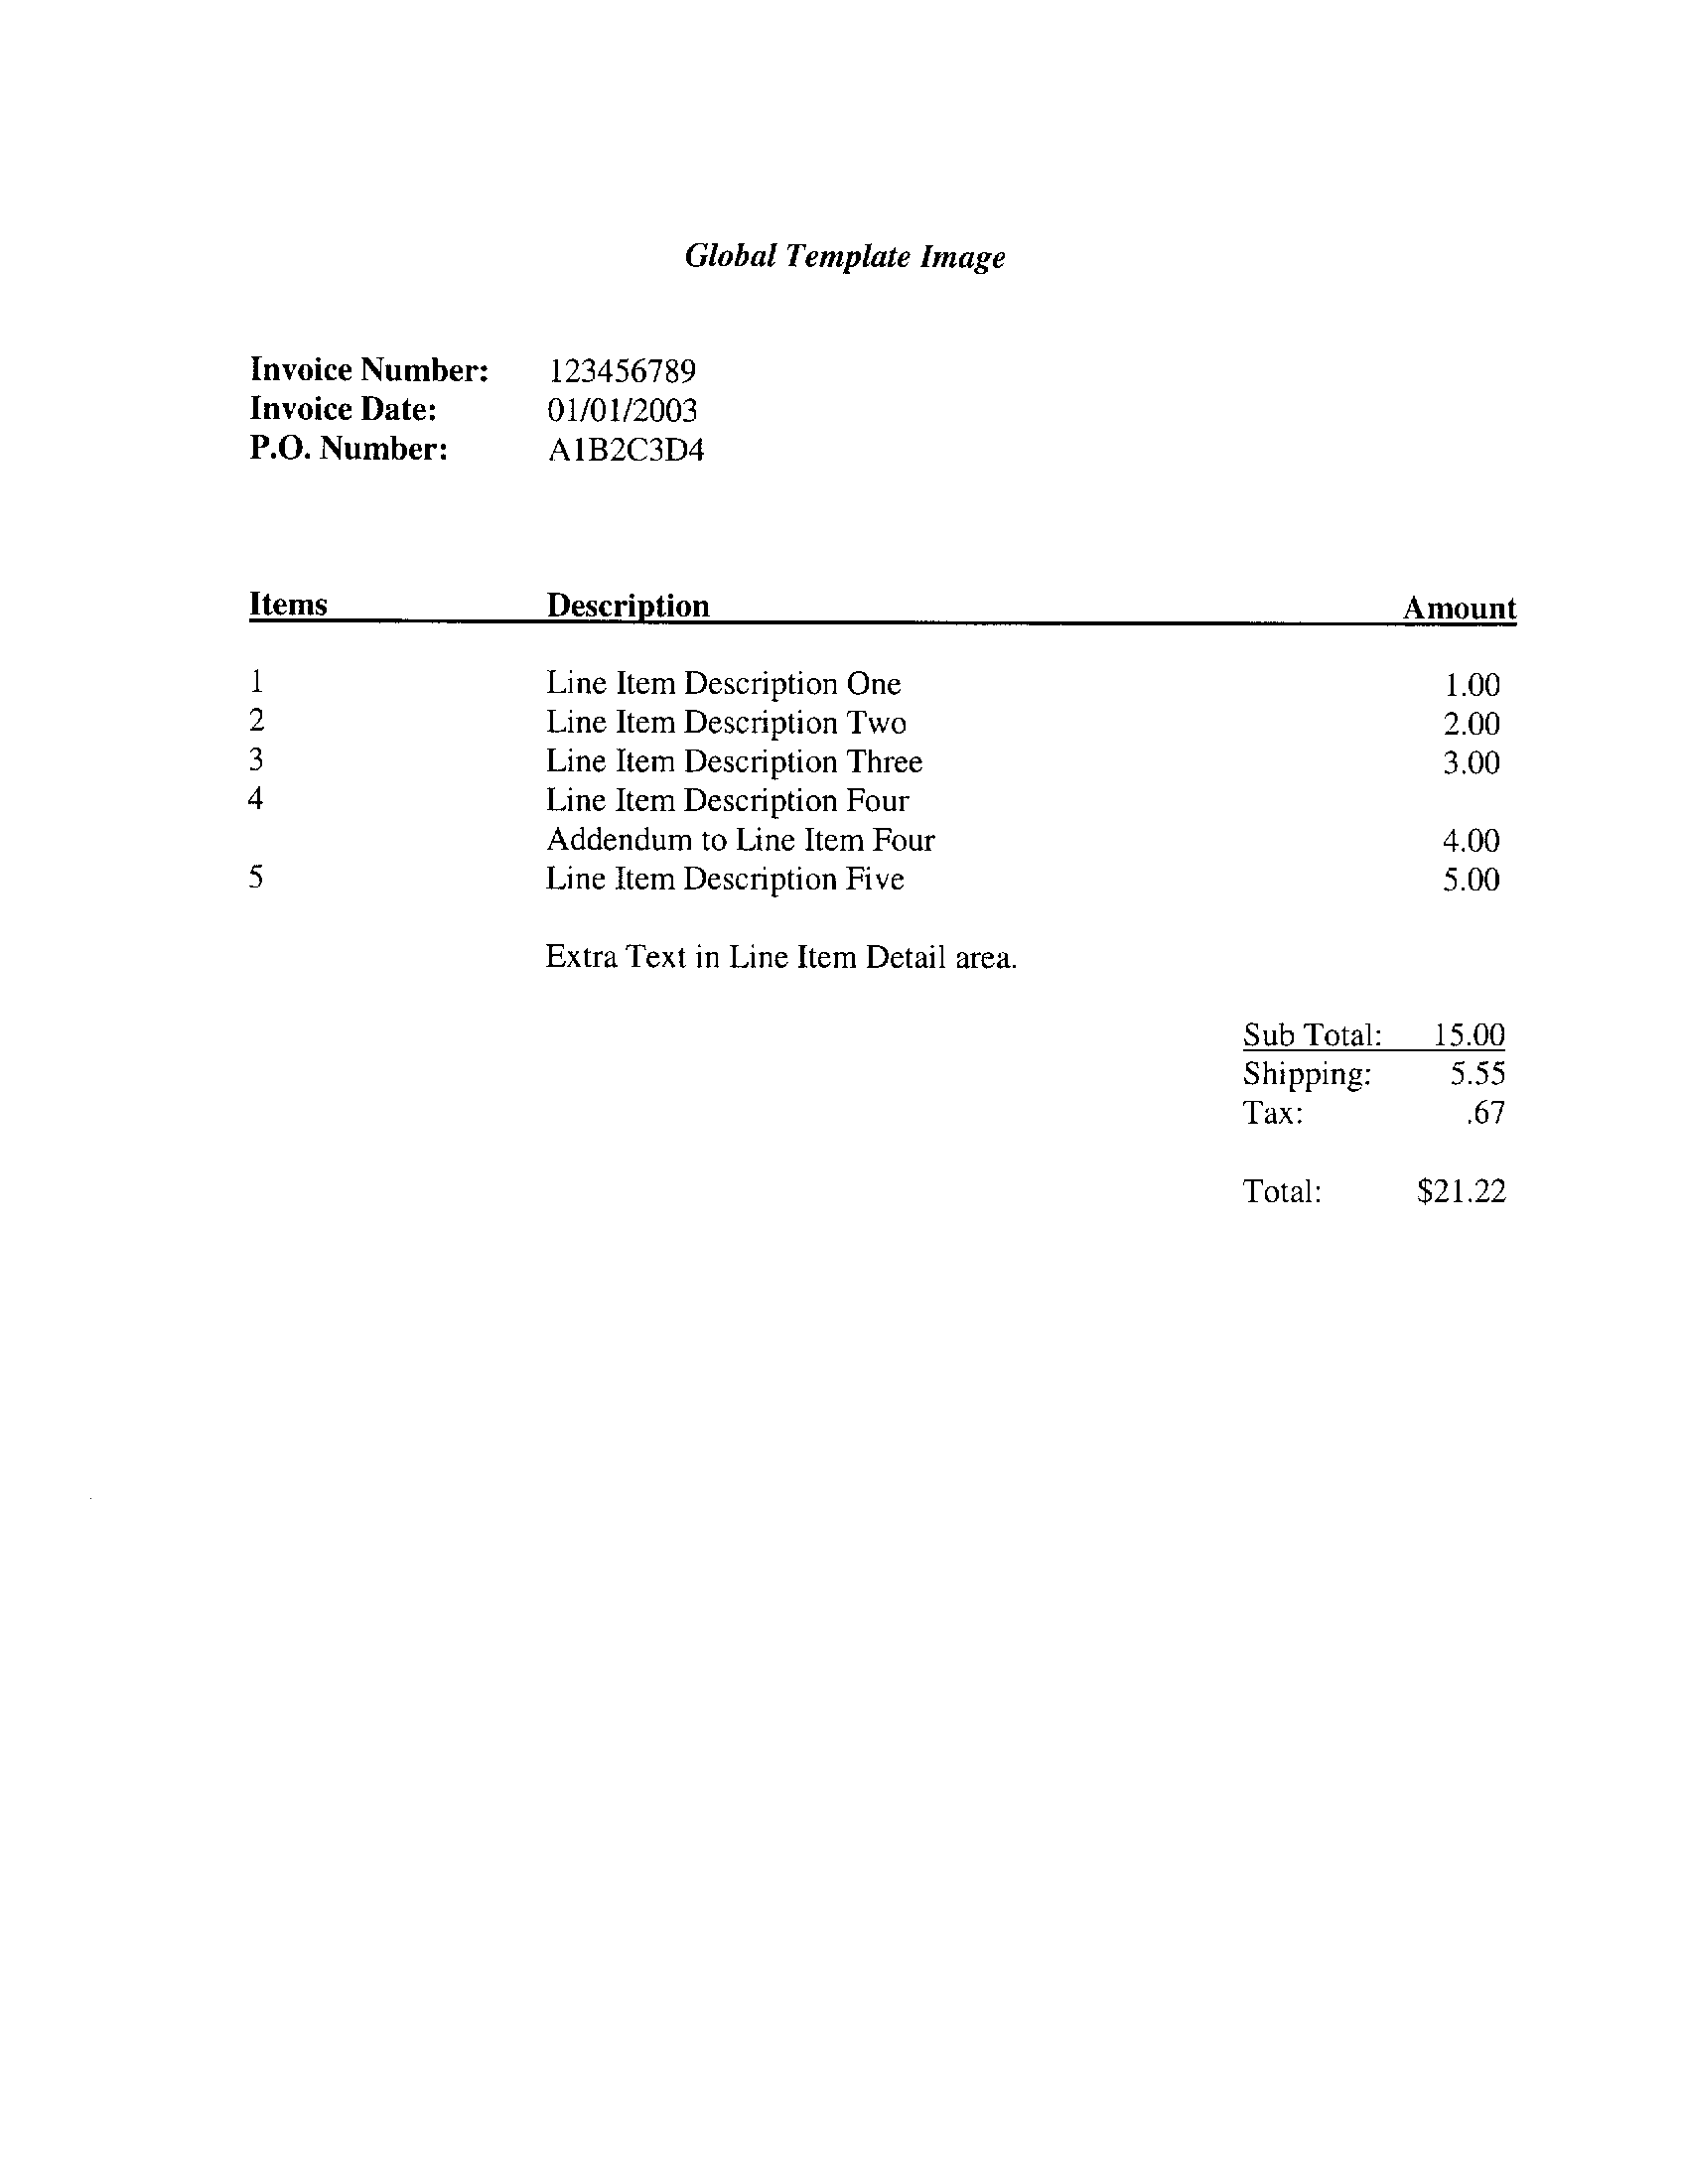 Global Template Image
Invoice Number: 123456789
Invoice Date: 01/01/2003
P.O. Number: A1B2C3D4
Items Description Amount
1 Line Item Description One 1.00
2 Line Item Description Two 2.00
3 Line Item Description Three 3.00
4 Line Item Description Four
Addendum to Line Item Four 4.00
5 Line Item Description Five 5.00
Extra Text in Line Item Detail area.
Sub Total: 15.00
Shipping: 5.55
Tax: .67
Total: $21.22